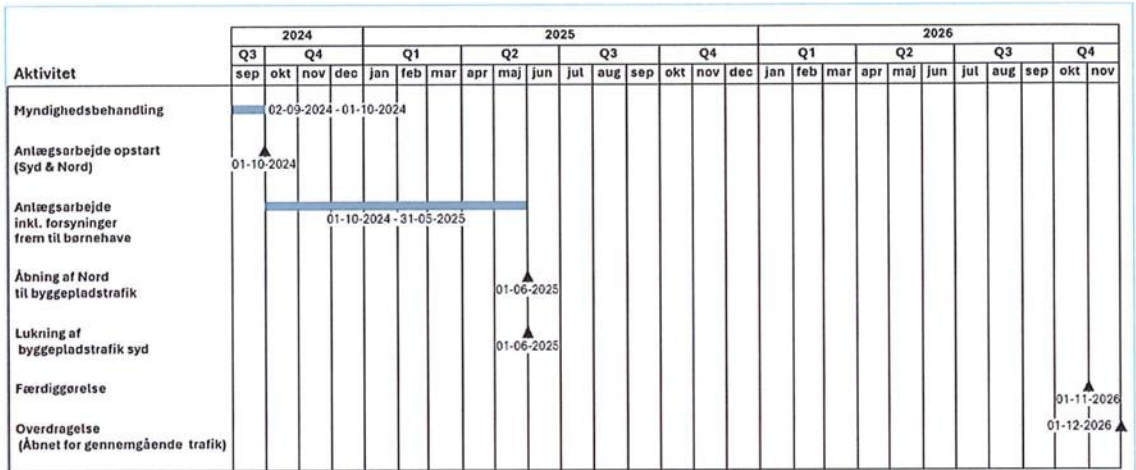 2024 2025 2026
Q3 Q4 Q1 Q2 Q3 Q4 Q1 Q2 Q3 Q4
Aktivitet sep okt nov dec jan feb mar apr maj jun jul aug sep okt nov dec jan feb mar apr maj jun jul aug sep okt nov
Myndighedsbehandling 02-09-2024 - 01-10-2024
Anlægsarbejde opstart
(Syd & Nord) 01-10-2024
Anlægsarbejde
inkl. forsyninger 01-10-2024 - 31-05-2025
frem til børnehave
Åbning af Nord
til byggepladstrafik 01-06-2025
Lukning af
byggepladstrafik syd 01-06-2025
Færdiggørelse 01-11-2026
Overdragelse 01-12-2026
(Åbnet for gennemgående trafik)